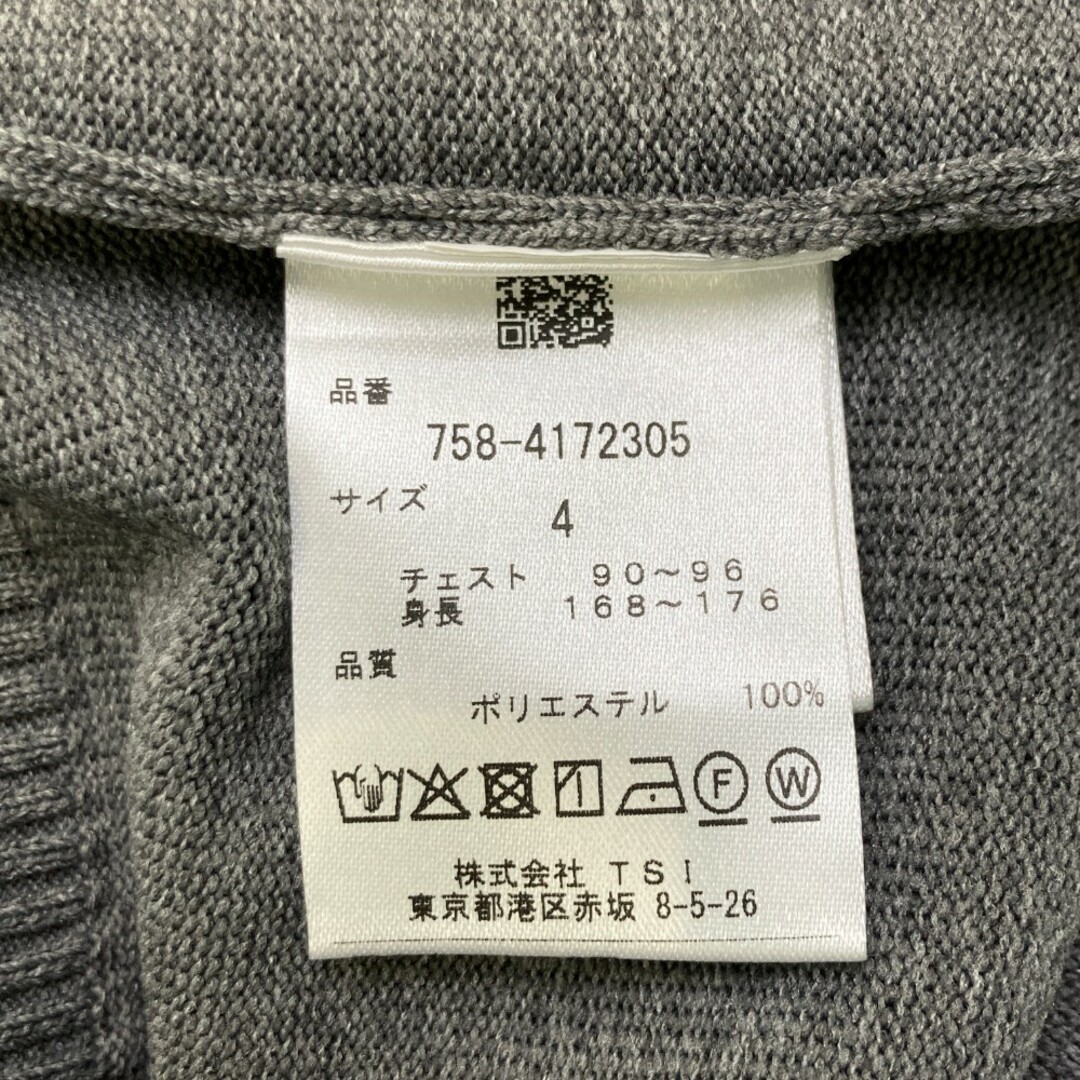 品番
758-4172305
サイズ 4
チェスト 90～96
身長 168～176
品質
ポリエステル 100%
F W
株式会社 TSI
東京都港区赤坂 8-5-26